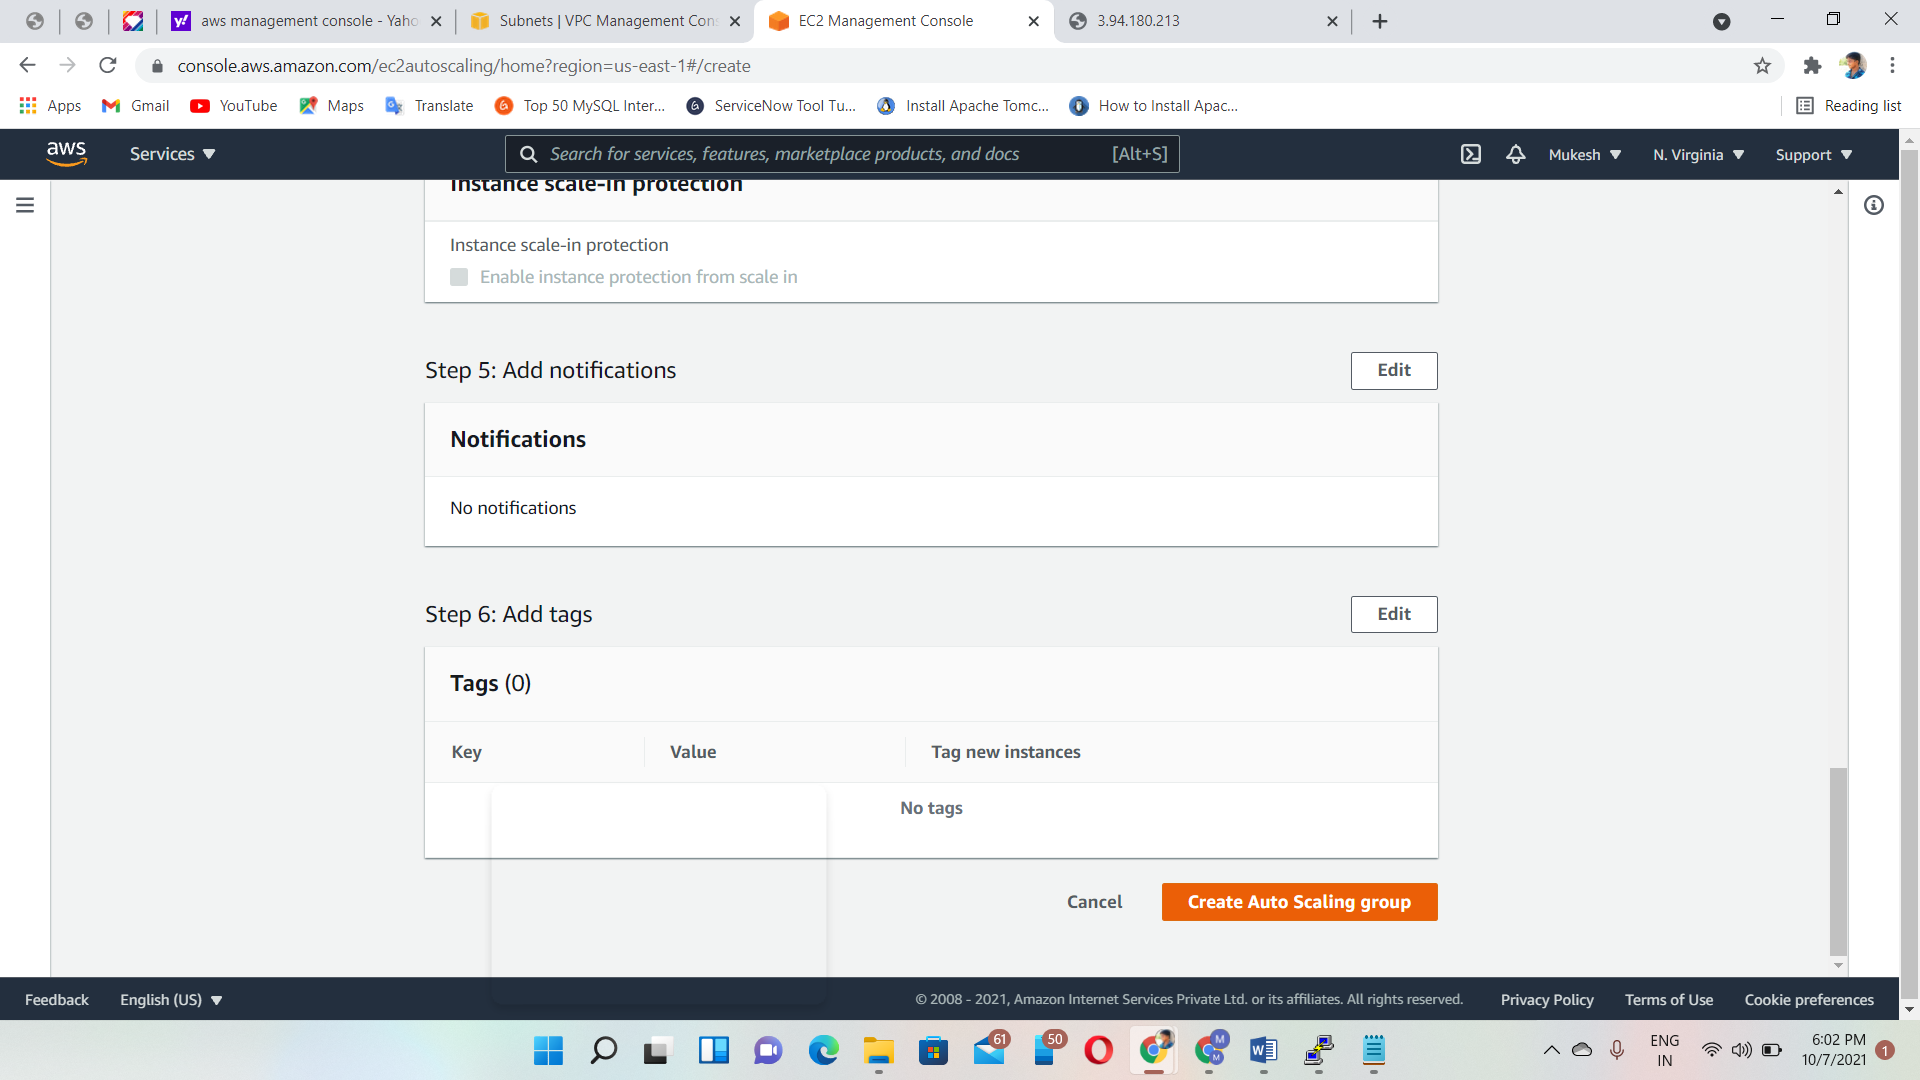 aws management console - Yaho
Subnets | VPC Management Con
EC2 Management Console
3.94.180.213
console.aws.amazon.com/ec2autoscaling/home?region=us-east-1#/create
Apps
Gmail
YouTube
Maps
Translate
Top 50 MySQL Inter...
ServiceNow Tool Tu...
Install Apache Tomc...
How to Install Apac...
Reading list
aws
Services
Search for services, features, marketplace products, and docs
[Alt+S]
Mukesh
N. Virginia
Support
Instance scale-in protection
Instance scale-in protection
Enable instance protection from scale in
Step 5: Add notifications
Edit
Notifications
No notifications
Step 6: Add tags
Edit
Tags (0)
Key
Value
Tag new instances
No tags
Cancel
Create Auto Scaling group
Feedback
English (US)
© 2008 - 2021, Amazon Internet Services Private Ltd. or its affiliates. All rights reserved.
Privacy Policy
Terms of Use
Cookie preferences
61
50
M
M
ENG
IN
6:02 PM
10/7/2021
1